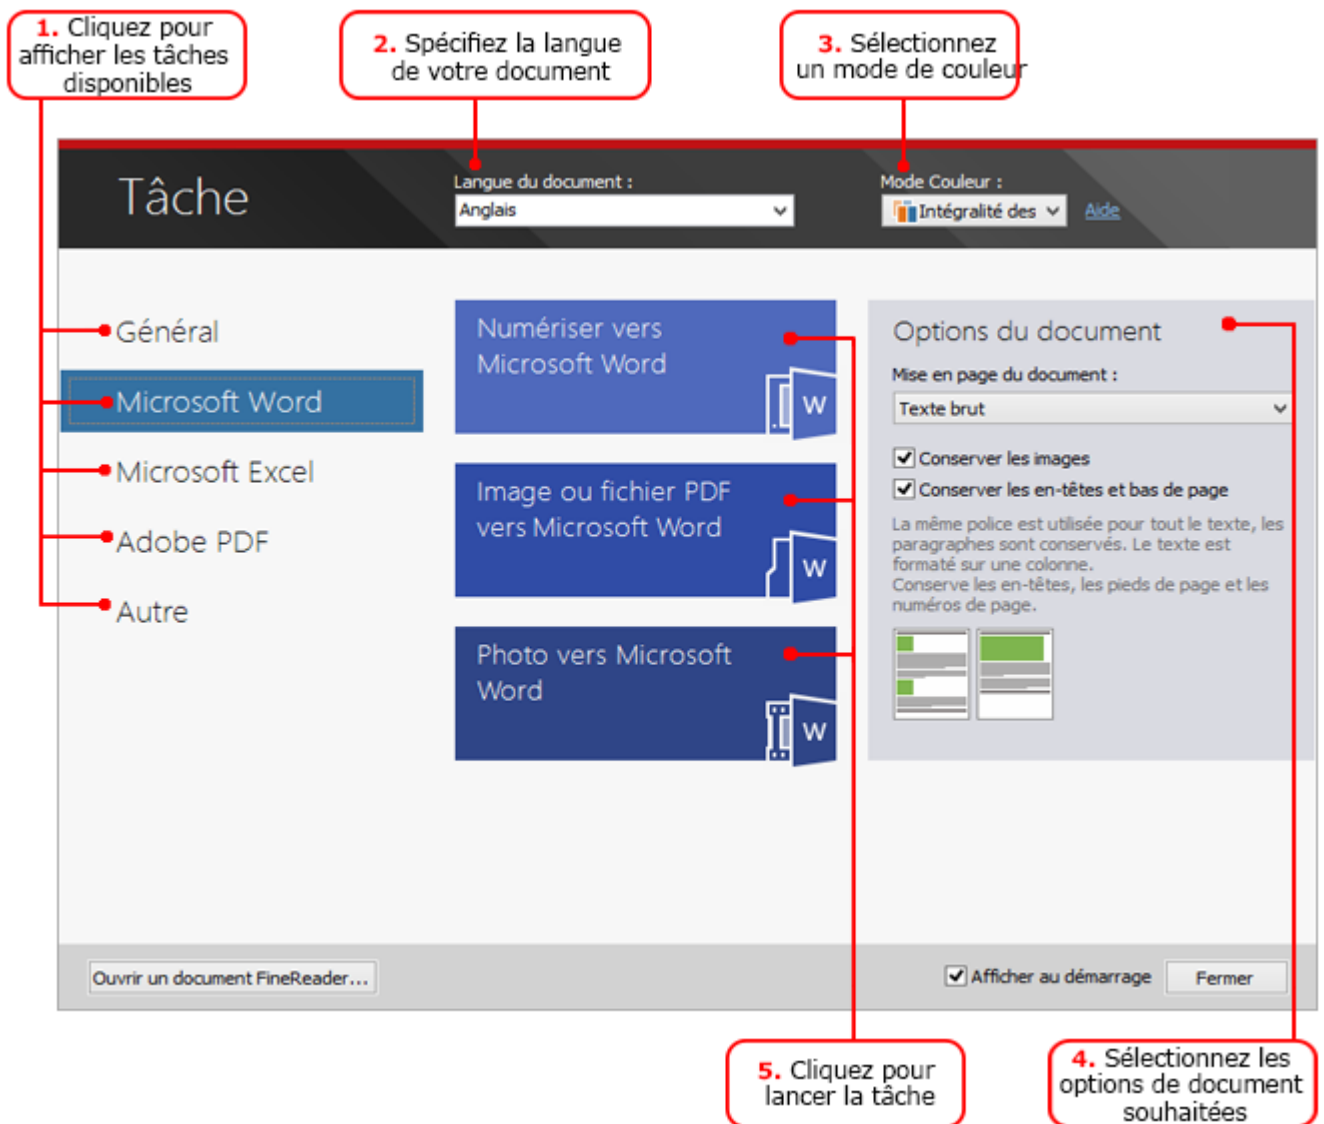 1. Cliquez pour
afficher les tâches
disponibles
2. Spécifiez la langue
de votre document
3. Sélectionnez
un mode de couleur
Tâche
Langue du document :
Anglais
Mode Couleur :
Intégralité des
Aide
Général
Microsoft Word
Microsoft Excel
Adobe PDF
Autre
Numériser vers
Microsoft Word
W
Image ou fichier PDF
vers Microsoft Word
W
Photo vers Microsoft
Word
W
Options du document
Mise en page du document :
Texte brut
Conserver les images
Conserver les en-têtes et bas de page
La même police est utilisée pour tout le texte, les
paragraphes sont conservés. Le texte est
formaté sur une colonne.
Conserve les en-têtes, les pieds de page et les
numéros de page.
Ouvrir un document FineReader...
Afficher au démarrage
Fermer
5. Cliquez pour
lancer la tâche
4. Sélectionnez les
options de document
souhaitées